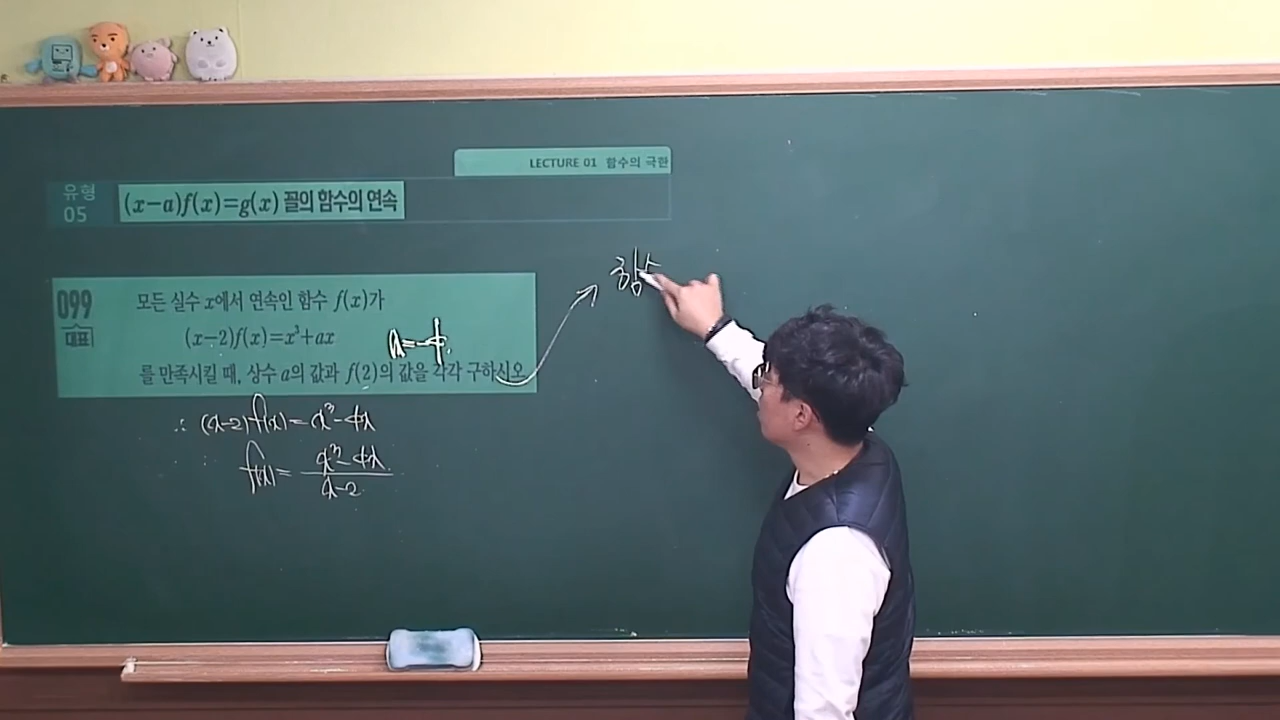 LECTURE 01 함수의 극한
유형
05
(x-a)f(x)=g(x) 꼴의 함수의 연속
099
대표
모든 실수 x에서 연속인 함수 f(x)가
(x-2)f(x)=x³+ax
a=-4
를 만족시킬 때, 상수 a의 값과 f(2)의 값을 각각 구하시오
∴ (x-2)f(x)=x³-4x
f(x)= x³-4x / x-2
함수